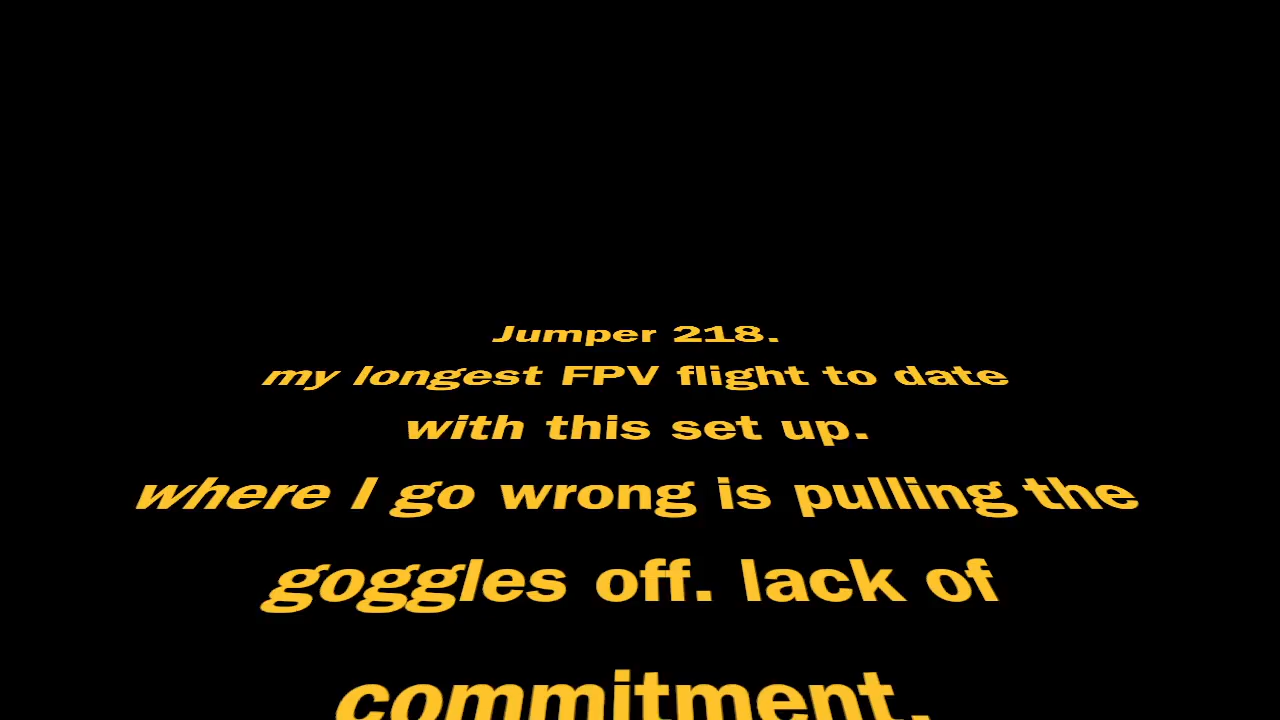 Jumper 218.
my longest FPV flight to date
with this set up.
where I go wrong is pulling the
goggles off. lack of
commitment.